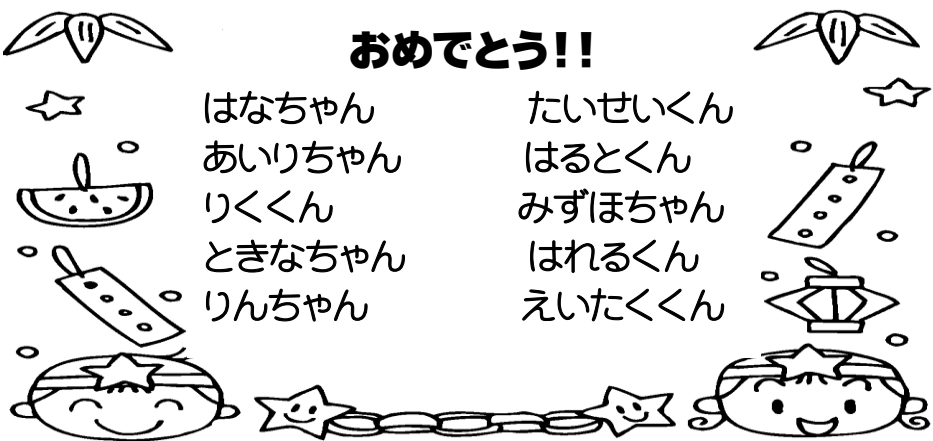 おめでとう!!
はなちゃん
あいりちゃん
りくくん
ときなちゃん
りんちゃん
たいせいくん
はるとくん
みずほちゃん
はれるくん
えいたくくん